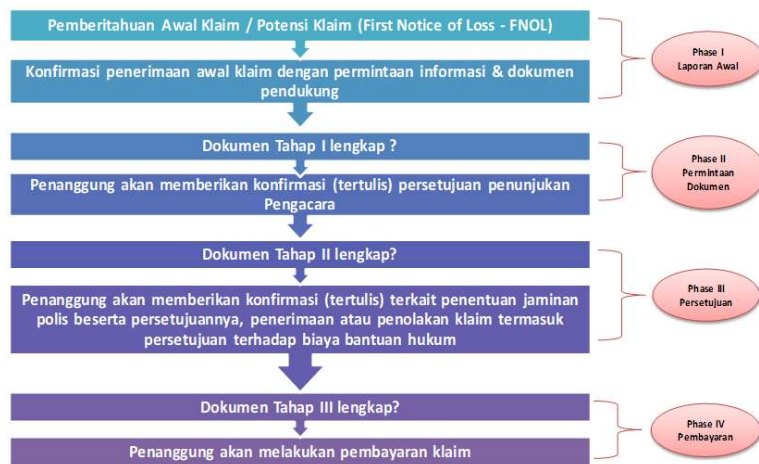 Pemberitahuan Awal Klaim / Potensi Klaim (First Notice of Loss - FNOL)
Konfirmasi penerimaan awal klaim dengan permintaan informasi & dokumen
pendukung
Phase I
Laporan Awal
Dokumen Tahap I lengkap ?
Penanggung akan memberikan konfirmasi (tertulis) persetujuan penunjukan
Pengacara
Phase II
Permintaan
Dokumen
Dokumen Tahap II lengkap?
Penanggung akan memberikan konfirmasi (tertulis) terkait penentuan jaminan
polis beserta persetujuannya, penerimaan atau penolakan klaim termasuk
persetujuan terhadap biaya bantuan hukum
Phase III
Persetujuan
Dokumen Tahap III lengkap?
Penanggung akan melakukan pembayaran klaim
Phase IV
Pembayaran